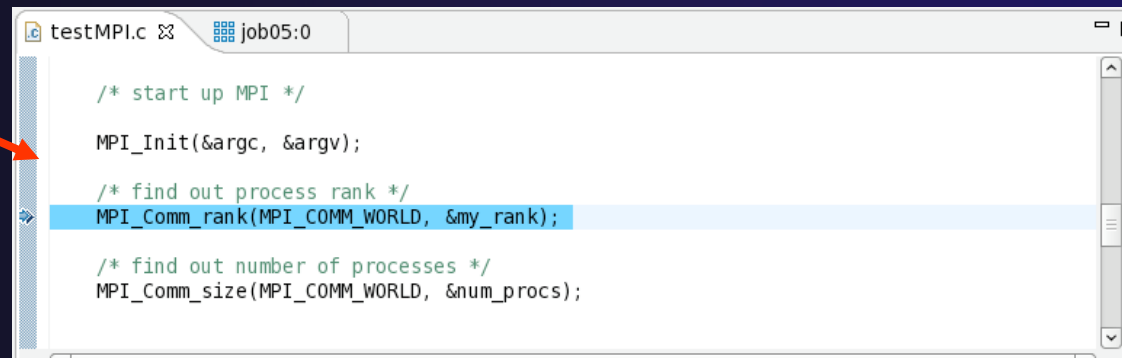 testMPI.c job05:0
/* start up MPI */
MPI_Init(&argc, &argv);
/* find out process rank */
MPI_Comm_rank(MPI_COMM_WORLD, &my_rank);
/* find out number of processes */
MPI_Comm_size(MPI_COMM_WORLD, &num_procs);